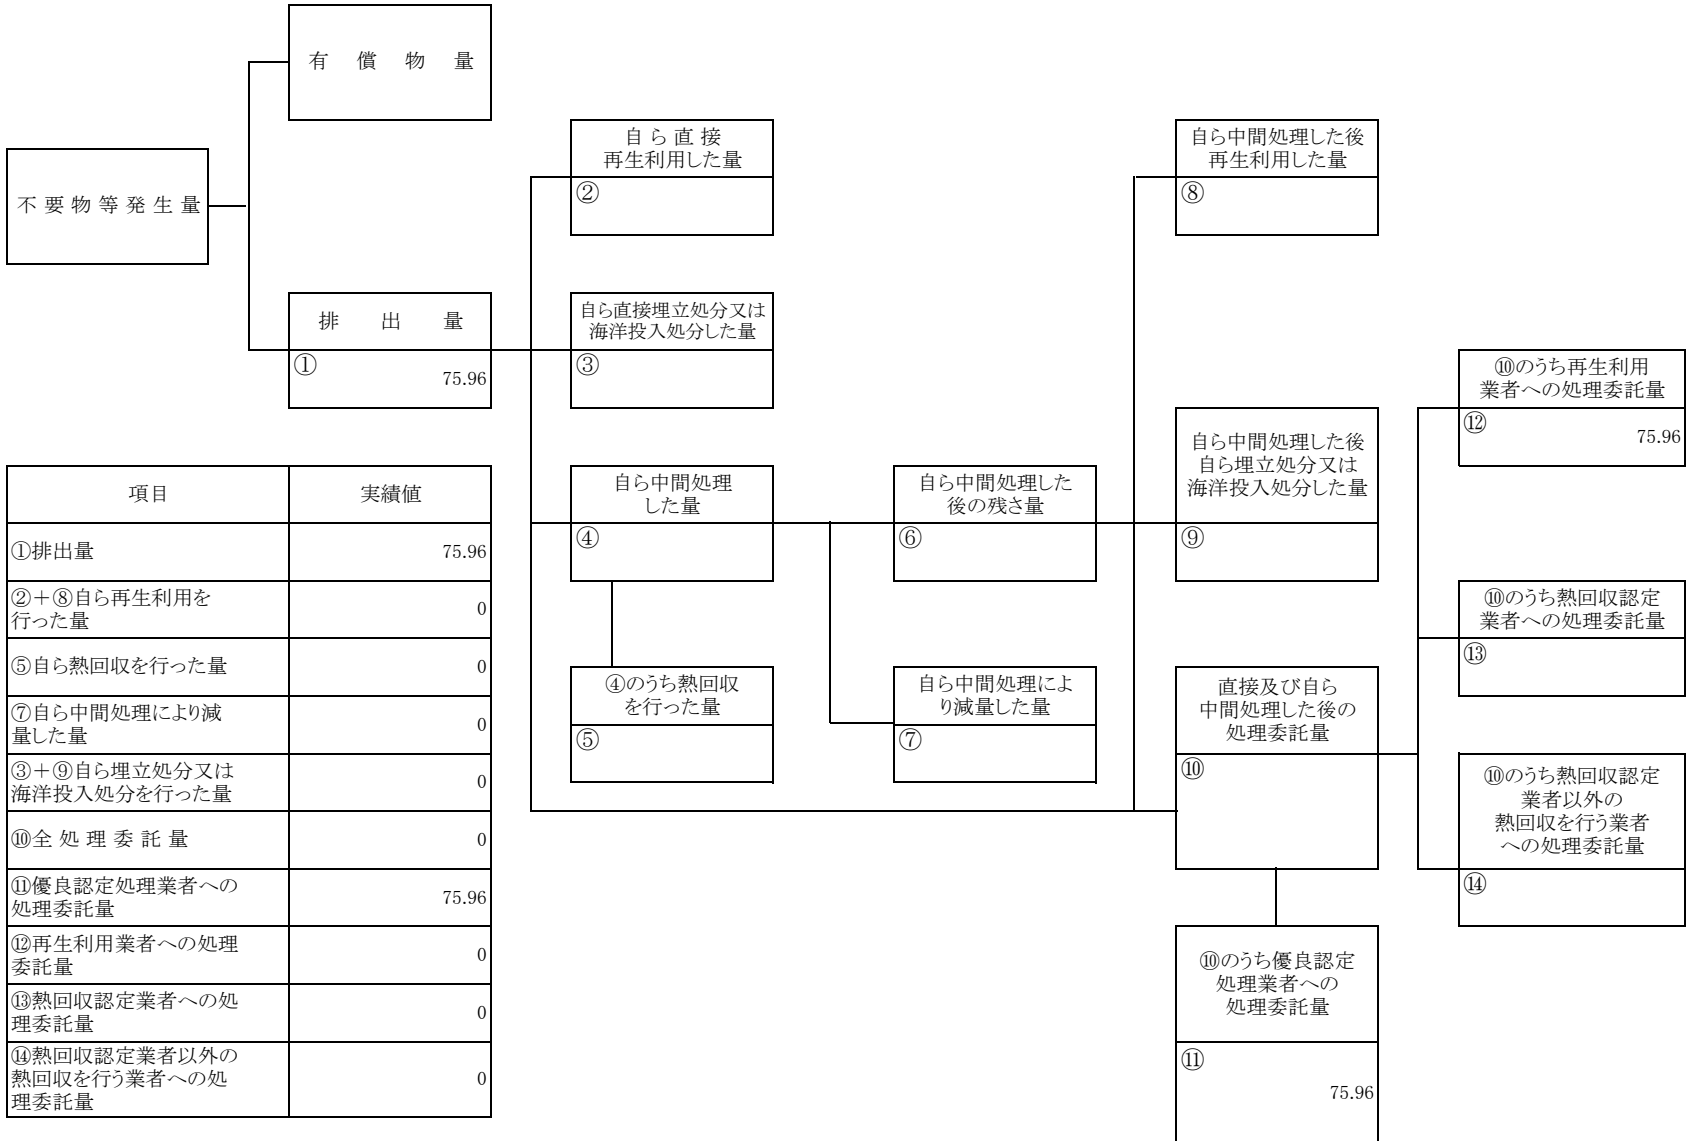 有償物量
不要物等発生量
排出量
①
75.96
自ら直接
再生利用した量
②
自ら直接埋立処分又は
海洋投入処分した量
③
自ら中間処理
した量
④
④のうち熱回収
を行った量
⑤
自ら中間処理した
後の残さ量
⑥
自ら中間処理によ
り減量した量
⑦
自ら中間処理した後
再生利用した量
⑧
自ら中間処理した後
自ら埋立処分又は
海洋投入処分した量
⑨
直接及び自ら
中間処理した後の
処理委託量
⑩
⑩のうち優良認定
処理業者への
処理委託量
⑪
75.96
⑩のうち再生利用
業者への処理委託量
⑫
75.96
⑩のうち熱回収認定
業者への処理委託量
⑬
⑩のうち熱回収認定
業者以外の
熱回収を行う業者
への処理委託量
⑭
項目 実績値
①排出量 75.96
②＋⑧自ら再生利用を
行った量 0
⑤自ら熱回収を行った量 0
⑦自ら中間処理により減
量した量 0
③＋⑨自ら埋立処分又は
海洋投入処分を行った量 0
⑩全処理委託量 0
⑪優良認定処理業者への
処理委託量 75.96
⑫再生利用業者への処理
委託量 0
⑬熱回収認定業者への処
理委託量 0
⑭熱回収認定業者以外の
熱回収を行う業者への処
理委託量 0